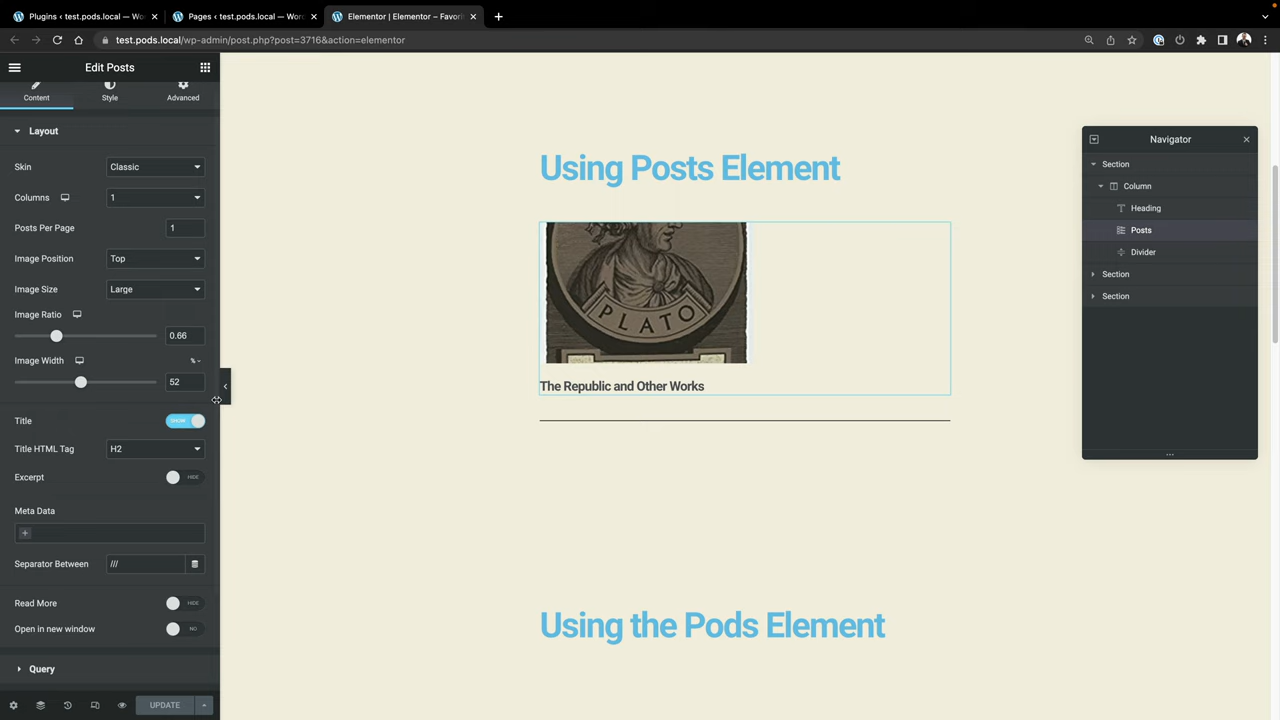 Plugins ‹ test.pods.local — Wor
Pages ‹ test.pods.local — Word
Elementor | Elementor – Favori
test.pods.local/wp-admin/post.php?post=3716&action=elementor
Edit Posts
Content
Style
Advanced
Layout
Skin
Classic
Columns
1
Posts Per Page
1
Image Position
Top
Image Size
Large
Image Ratio
0.66
Image Width
%
52
Title
SHOW
Title HTML Tag
H2
Excerpt
HIDE
Meta Data
Separator Between
///
Read More
HIDE
Open in new window
NO
Query
UPDATE
Using Posts Element
PLATO
The Republic and Other Works
Using the Pods Element
Navigator
Section
Column
Heading
Posts
Divider
Section
Section